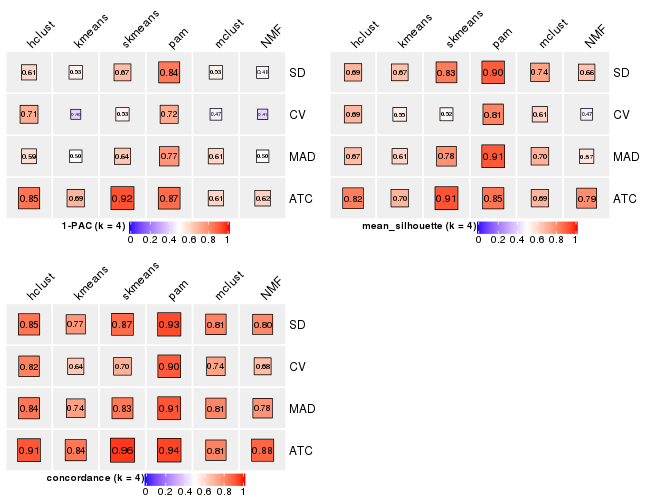 hclust kmeans skmeans pam mclust NMF
0.61 0.53 0.67 0.84 0.53 0.41 SD
0.71 0.53 0.72 0.47 CV
0.59 0.50 0.64 0.77 0.61 0.50 MAD
0.85 0.69 0.92 0.87 0.61 0.62 ATC
1-PAC (k = 4)
0 0.2 0.4 0.6 0.8 1
hclust kmeans skmeans pam mclust NMF
0.69 0.67 0.83 0.90 0.74 0.66 SD
0.69 0.55 0.52 0.81 0.61 0.47 CV
0.67 0.61 0.78 0.91 0.70 0.57 MAD
0.82 0.70 0.91 0.85 0.69 0.79 ATC
mean_silhouette (k = 4)
0 0.2 0.4 0.6 0.8 1
hclust kmeans skmeans pam mclust NMF
0.85 0.77 0.87 0.93 0.81 0.80 SD
0.82 0.64 0.70 0.90 0.74 0.68 CV
0.84 0.74 0.83 0.91 0.81 0.78 MAD
0.91 0.84 0.96 0.94 0.81 0.88 ATC
concordance (k = 4)
0 0.2 0.4 0.6 0.8 1